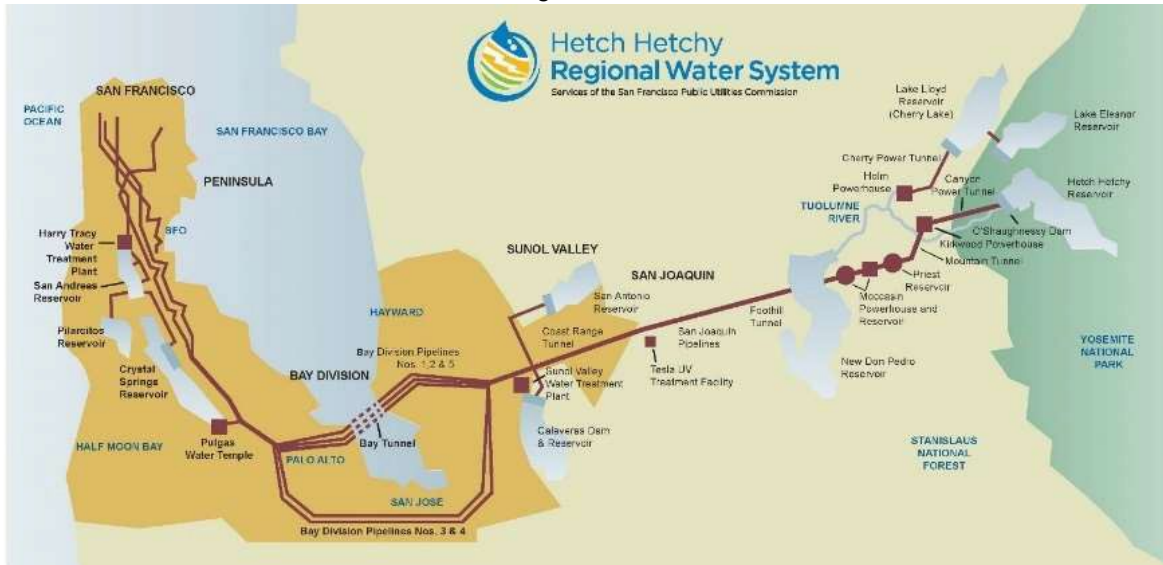 Hetch Hetchy
Regional Water System
Services of the San Francisco Public Utilities Commission
SAN FRANCISCO
PACIFIC
OCEAN
SAN FRANCISCO BAY
PENINSULA
SFO
Harry Tracy
Water
Treatment
Plant
San Andreas
Reservoir
Pilarcitos
Reservoir
Crystal
Springs
Reservoir
HALF MOON BAY
Pulgas
Water Temple
PALO ALTO
SAN JOSE
Bay Division Pipelines Nos. 3 & 4
BAY DIVISION
Bay Tunnel
Bay Division Pipelines
Nos. 1,2 & 5
HAYWARD
SUNOL VALLEY
San Antonio
Reservoir
Coast Range
Tunnel
Sunol Valley
Water Treatment
Plant
Calaveras Dam
& Reservoir
SAN JOAQUIN
San Joaquin
Pipelines
Tesla UV
Treatment Facility
Foothill
Tunnel
New Don Pedro
Reservoir
Moccasin
Powerhouse and
Reservoir
Priest
Reservoir
Mountain Tunnel
Kirkwood Powerhouse
O'Shaughnessy Dam
TUOLUMNE
RIVER
Holm
Powerhouse
Cherry Power Tunnel
Canyon
Power Tunnel
Lake Lloyd
Reservoir
(Cherry Lake)
Lake Eleanor
Reservoir
Hetch Hetchy
Reservoir
YOSEMITE
NATIONAL
PARK
STANISLAUS
NATIONAL
FOREST